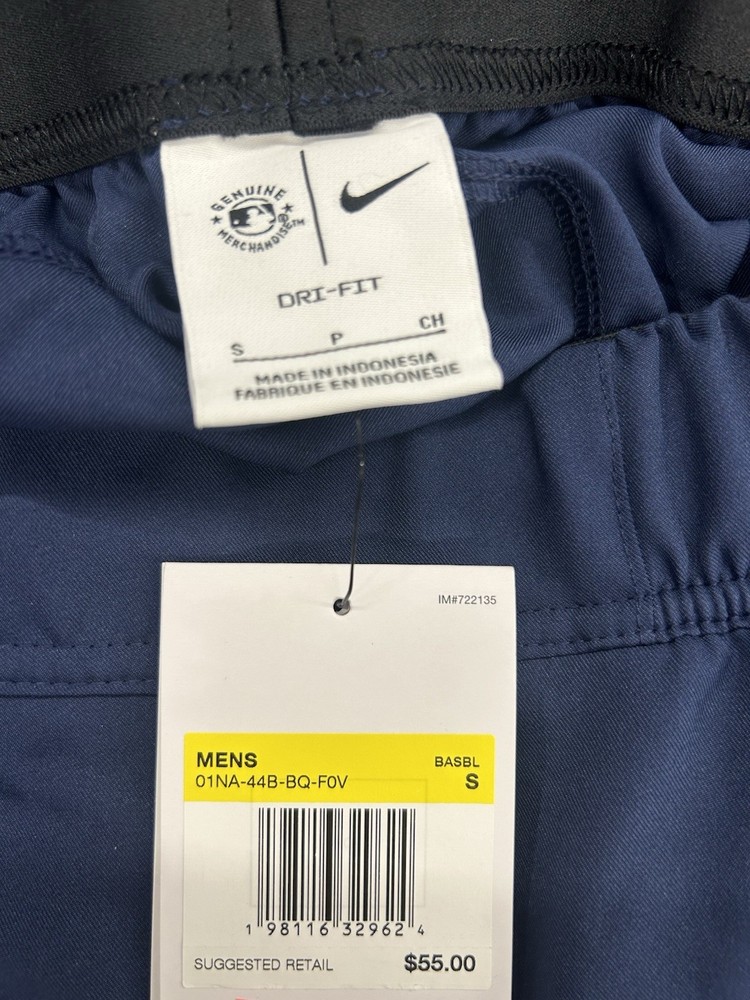 GENUINE
MERCHANDISE®™
DRI-FIT
S P CH
MADE IN INDONESIA
FABRIQUE EN INDONESIE
IM#722135
MENS BASBL
01NA-44B-BQ-F0V S
1 98116 32962 4
SUGGESTED RETAIL $55.00